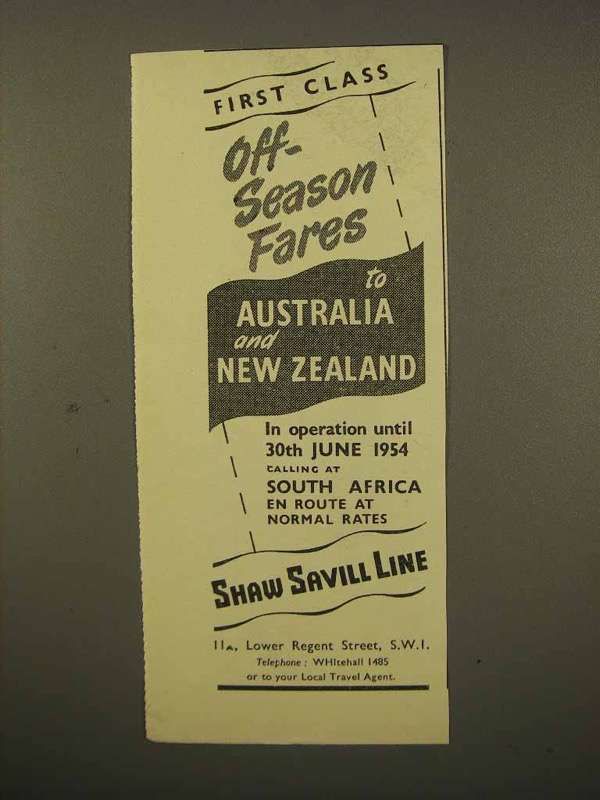 FIRST CLASS
Off-
Season
Fares
to
AUSTRALIA
and
NEW ZEALAND
In operation until
30th JUNE 1954
CALLING AT
SOUTH AFRICA
EN ROUTE AT
NORMAL RATES
SHAW SAVILL LINE
11A, Lower Regent Street, S.W.1.
Telephone: WHItehall 1485
or to your Local Travel Agent.